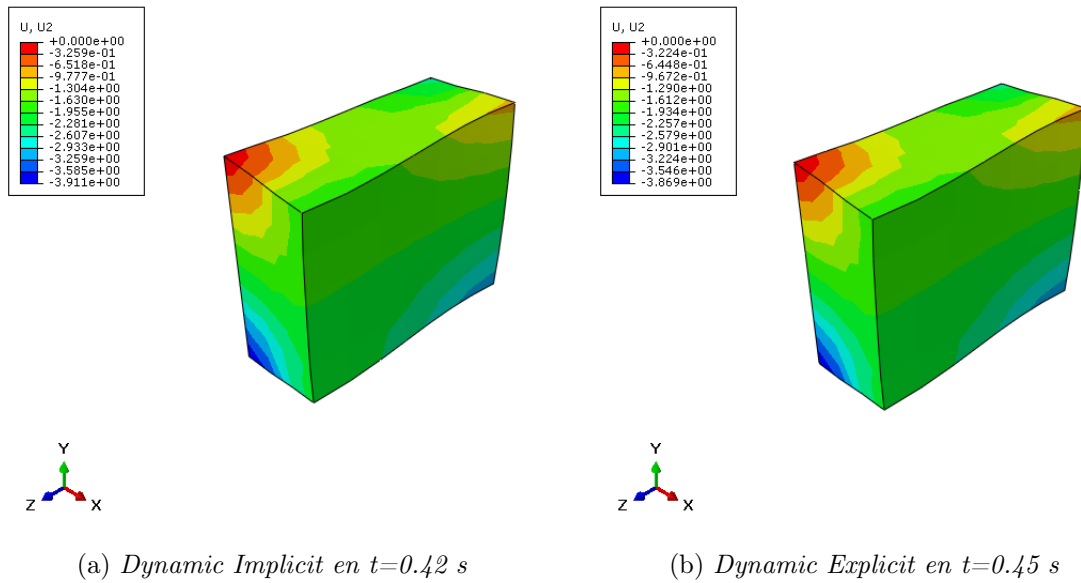 U, U2
+0.000e+00
-3.259e-01
-6.518e-01
-9.777e-01
-1.304e+00
-1.630e+00
-1.955e+00
-2.281e+00
-2.607e+00
-2.933e+00
-3.259e+00
-3.585e+00
-3.911e+00
Y
Z
X
(a) Dynamic Implicit en t=0.42 s
U, U2
+0.000e+00
-3.224e-01
-6.448e-01
-9.672e-01
-1.290e+00
-1.612e+00
-1.934e+00
-2.257e+00
-2.579e+00
-2.901e+00
-3.224e+00
-3.546e+00
-3.869e+00
Y
Z
X
(b) Dynamic Explicit en t=0.45 s